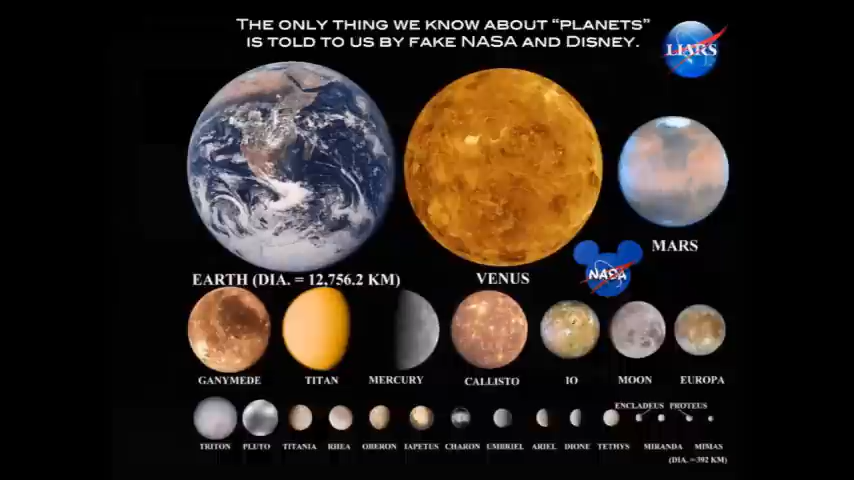 THE ONLY THING WE KNOW ABOUT “PLANETS”
IS TOLD TO US BY FAKE NASA AND DISNEY.
LIARS
EARTH (DIA. = 12,756.2 KM)
VENUS
MARS
NASA
GANYMEDE
TITAN
MERCURY
CALLISTO
IO
MOON
EUROPA
ENCLADEUS
PROTEUS
TRITON
PLUTO
TITANIA
RHEA
OBERON
IAPETUS
CHARON
UMBRIEL
ARIEL
DIONE
TETHYS
MIRANDA
MIMAS
(DIA. =392 KM)